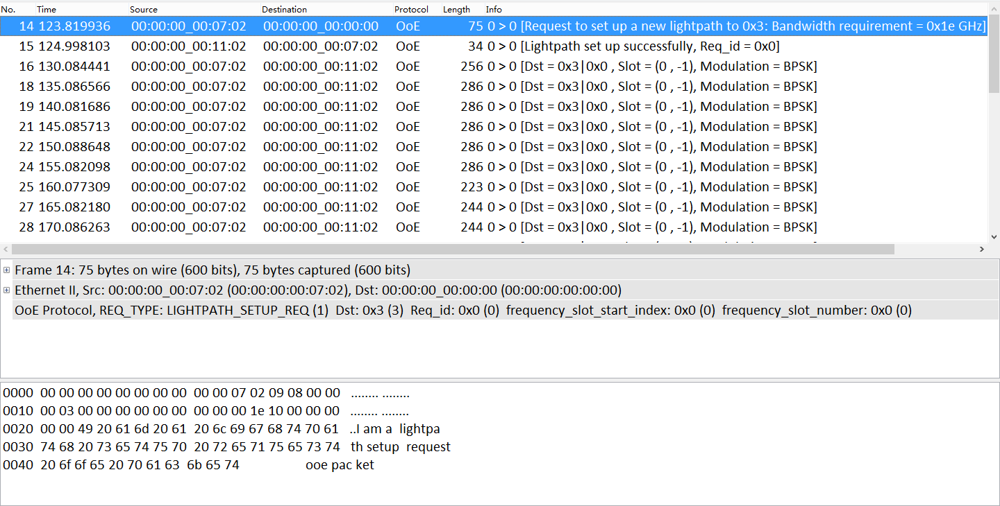 No. Time Source Destination Protocol Length Info
14 123.819936 00:00:00_00:07:02 00:00:00_00:00:00 OoE 75 0 > 0 [Request to set up a new lightpath to 0x3: Bandwidth requirement = 0x1e GHz]
15 124.998103 00:00:00_00:11:02 00:00:00_00:07:02 OoE 34 0 > 0 [Lightpath set up successfully, Req_id = 0x0]
16 130.084441 00:00:00_00:07:02 00:00:00_00:11:02 OoE 256 0 > 0 [Dst = 0x3|0x0 , Slot = (0 , -1), Modulation = BPSK]
18 135.086566 00:00:00_00:07:02 00:00:00_00:11:02 OoE 286 0 > 0 [Dst = 0x3|0x0 , Slot = (0 , -1), Modulation = BPSK]
19 140.081686 00:00:00_00:07:02 00:00:00_00:11:02 OoE 286 0 > 0 [Dst = 0x3|0x0 , Slot = (0 , -1), Modulation = BPSK]
21 145.085713 00:00:00_00:07:02 00:00:00_00:11:02 OoE 286 0 > 0 [Dst = 0x3|0x0 , Slot = (0 , -1), Modulation = BPSK]
22 150.088648 00:00:00_00:07:02 00:00:00_00:11:02 OoE 286 0 > 0 [Dst = 0x3|0x0 , Slot = (0 , -1), Modulation = BPSK]
24 155.082098 00:00:00_00:07:02 00:00:00_00:11:02 OoE 286 0 > 0 [Dst = 0x3|0x0 , Slot = (0 , -1), Modulation = BPSK]
25 160.077309 00:00:00_00:07:02 00:00:00_00:11:02 OoE 223 0 > 0 [Dst = 0x3|0x0 , Slot = (0 , -1), Modulation = BPSK]
27 165.082180 00:00:00_00:07:02 00:00:00_00:11:02 OoE 244 0 > 0 [Dst = 0x3|0x0 , Slot = (0 , -1), Modulation = BPSK]
28 170.086263 00:00:00_00:07:02 00:00:00_00:11:02 OoE 244 0 > 0 [Dst = 0x3|0x0 , Slot = (0 , -1), Modulation = BPSK]
Frame 14: 75 bytes on wire (600 bits), 75 bytes captured (600 bits)
Ethernet II, Src: 00:00:00_00:07:02 (00:00:00:00:07:02), Dst: 00:00:00_00:00:00 (00:00:00:00:00:00)
OoE Protocol, REQ_TYPE: LIGHTPATH_SETUP_REQ (1)  Dst: 0x3 (3)  Req_id: 0x0 (0)  frequency_slot_start_index: 0x0 (0)  frequency_slot_number: 0x0 (0)
0000  00 00 00 00 00 00 00 00  00 00 07 02 09 08 00 00  ........ ........
0010  00 03 00 00 00 00 00 00  00 00 00 1e 10 00 00 00  ........ ........
0020  00 00 49 20 61 6d 20 61  20 6c 69 67 68 74 70 61  ..I am a  lightpa
0030  74 68 20 73 65 74 75 70  20 72 65 71 75 65 73 74  th setup  request
0040  20 6f 6f 65 20 70 61 63  6b 65 74  ooe pac ket